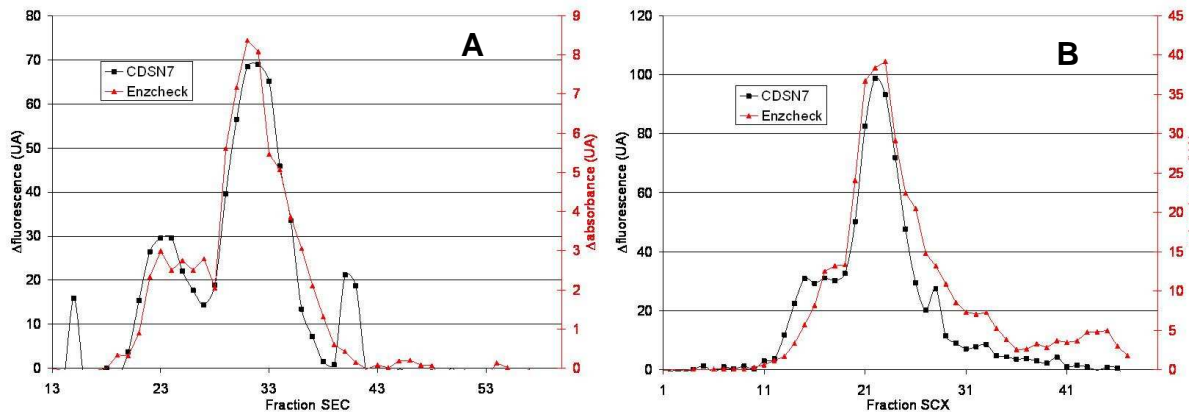 A
CDSN7
Enzcheck
80
70
60
50
40
30
20
10
0
Δfluorescence (UA)
9
8
7
6
5
4
3
2
1
0
Δabsorbance (UA)
13 23 33 43 53
Fraction SEC
B
CDSN7
Enzcheck
120
100
80
60
40
20
0
Δfluorescence (UA)
45
40
35
30
25
20
15
10
5
0
1 11 21 31 41
Fraction SCX